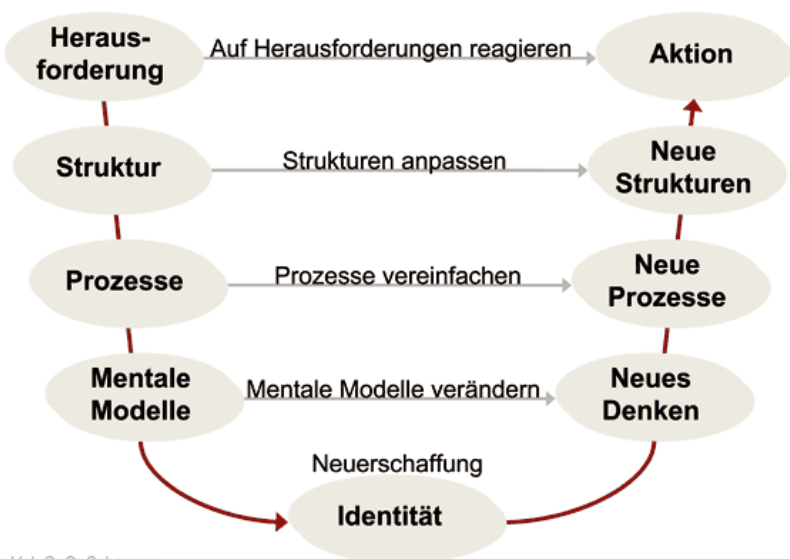 Heraus-
forderung
Auf Herausforderungen reagieren
Aktion
Struktur
Strukturen anpassen
Neue
Strukturen
Prozesse
Prozesse vereinfachen
Neue
Prozesse
Mentale
Modelle
Mentale Modelle verändern
Neues
Denken
Neuerschaffung
Identität